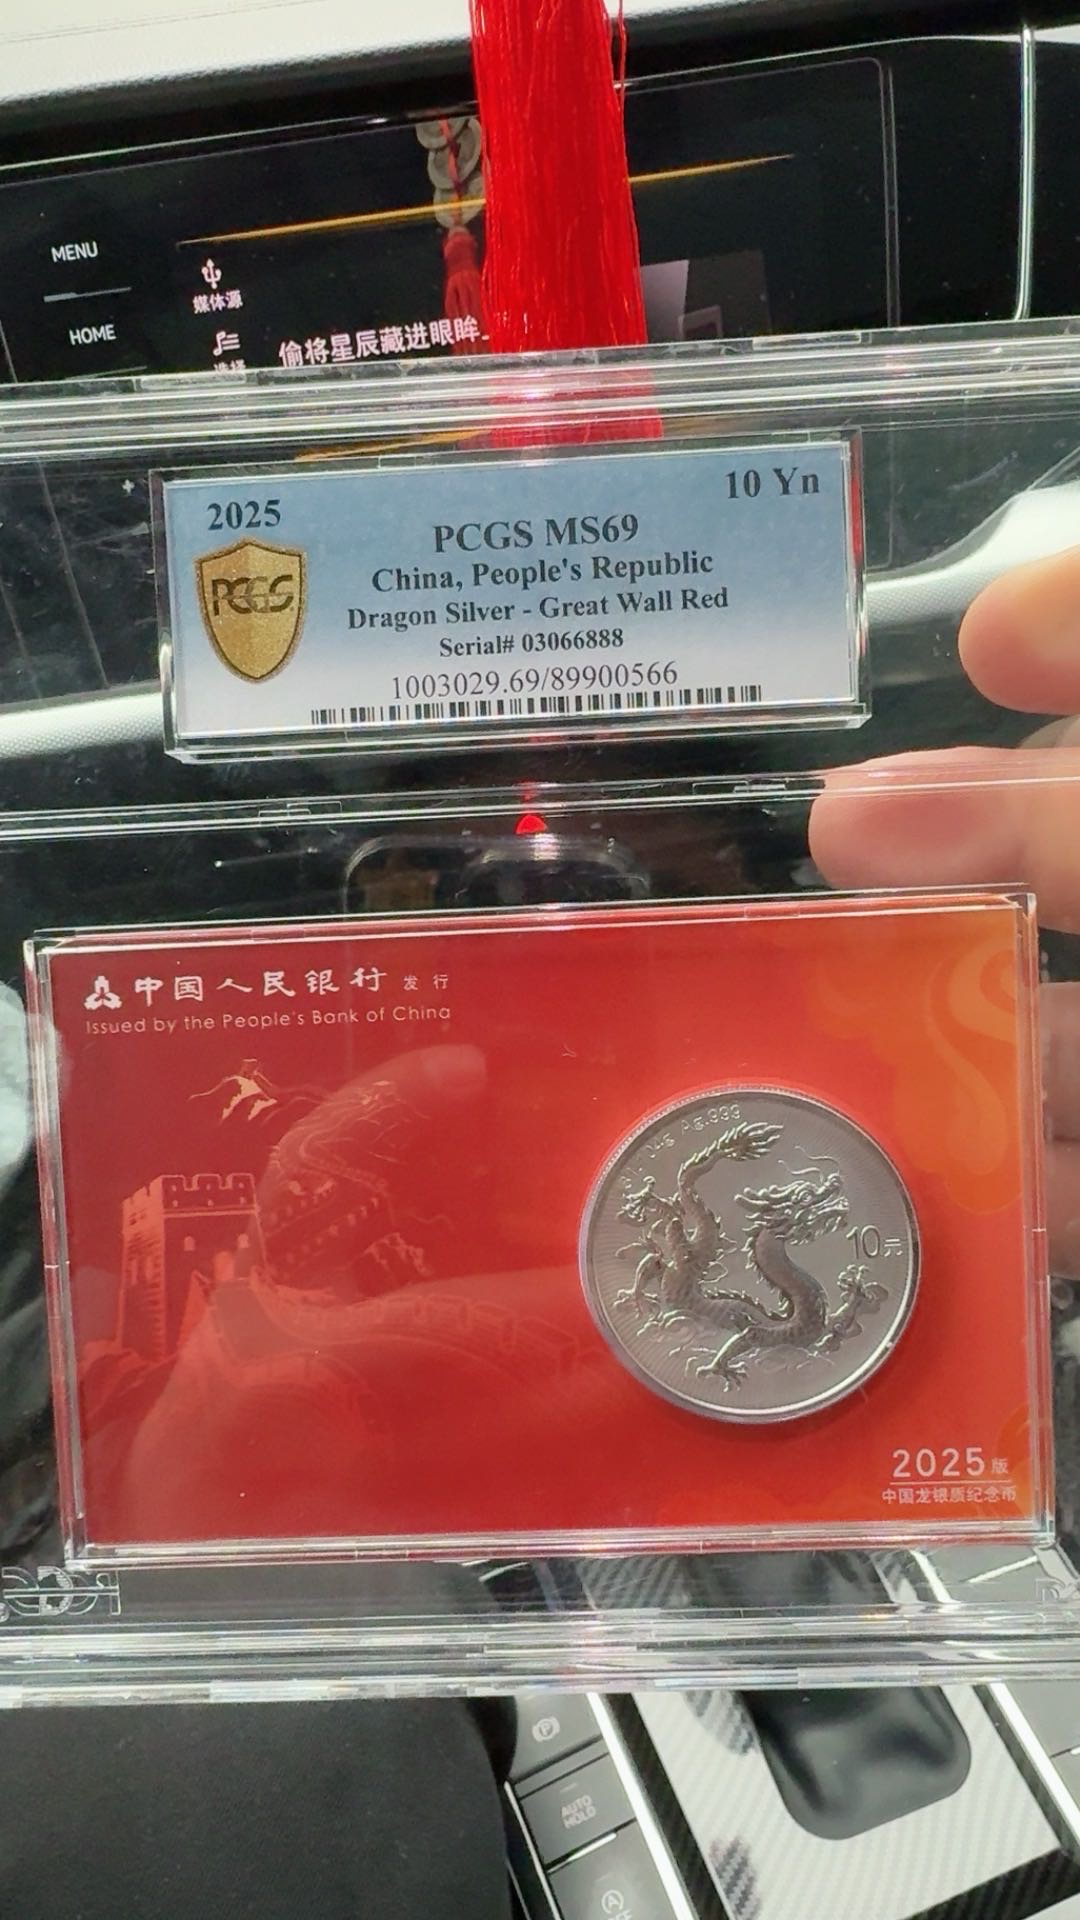 MENU
媒体源
HOME
偷将星辰藏进眼眸
2025
10 Yn
PCGS MS69
PCGS
China, People's Republic
Dragon Silver - Great Wall Red
Serial# 03066888
1003029.69/89900566
中国人民银行 发行
Issued by the People's Bank of China
Ag.999
10元
2025版
中国龙银质纪念币
AUTO
HOLD